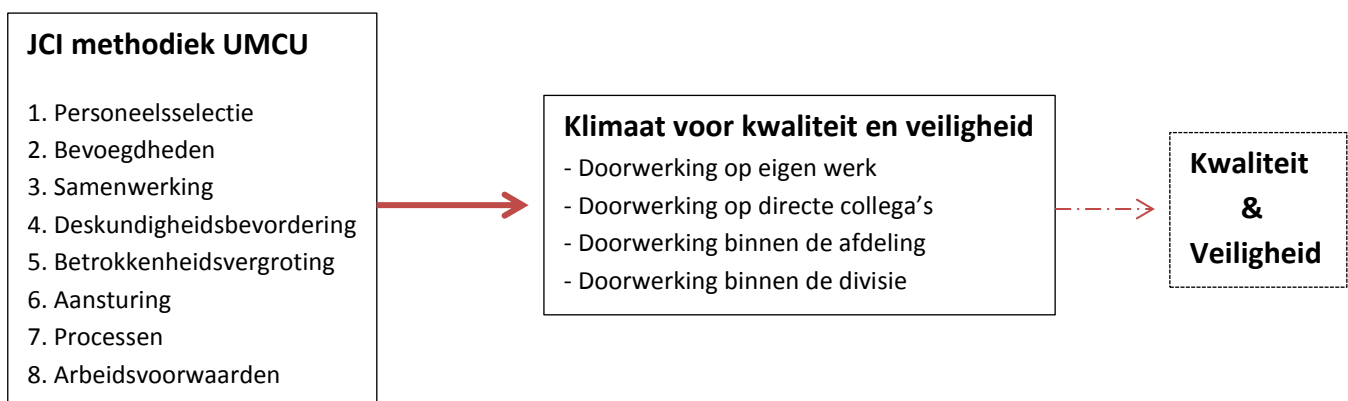 JCI methodiek UMCU
1. Personeelsselectie
2. Bevoegdheden
3. Samenwerking
4. Deskundigheidsbevordering
5. Betrokkenheidsvergroting
6. Aansturing
7. Processen
8. Arbeidsvoorwaarden
Klimaat voor kwaliteit en veiligheid
- Doorwerking op eigen werk
- Doorwerking op directe collega’s
- Doorwerking binnen de afdeling
- Doorwerking binnen de divisie
Kwaliteit
&
Veiligheid